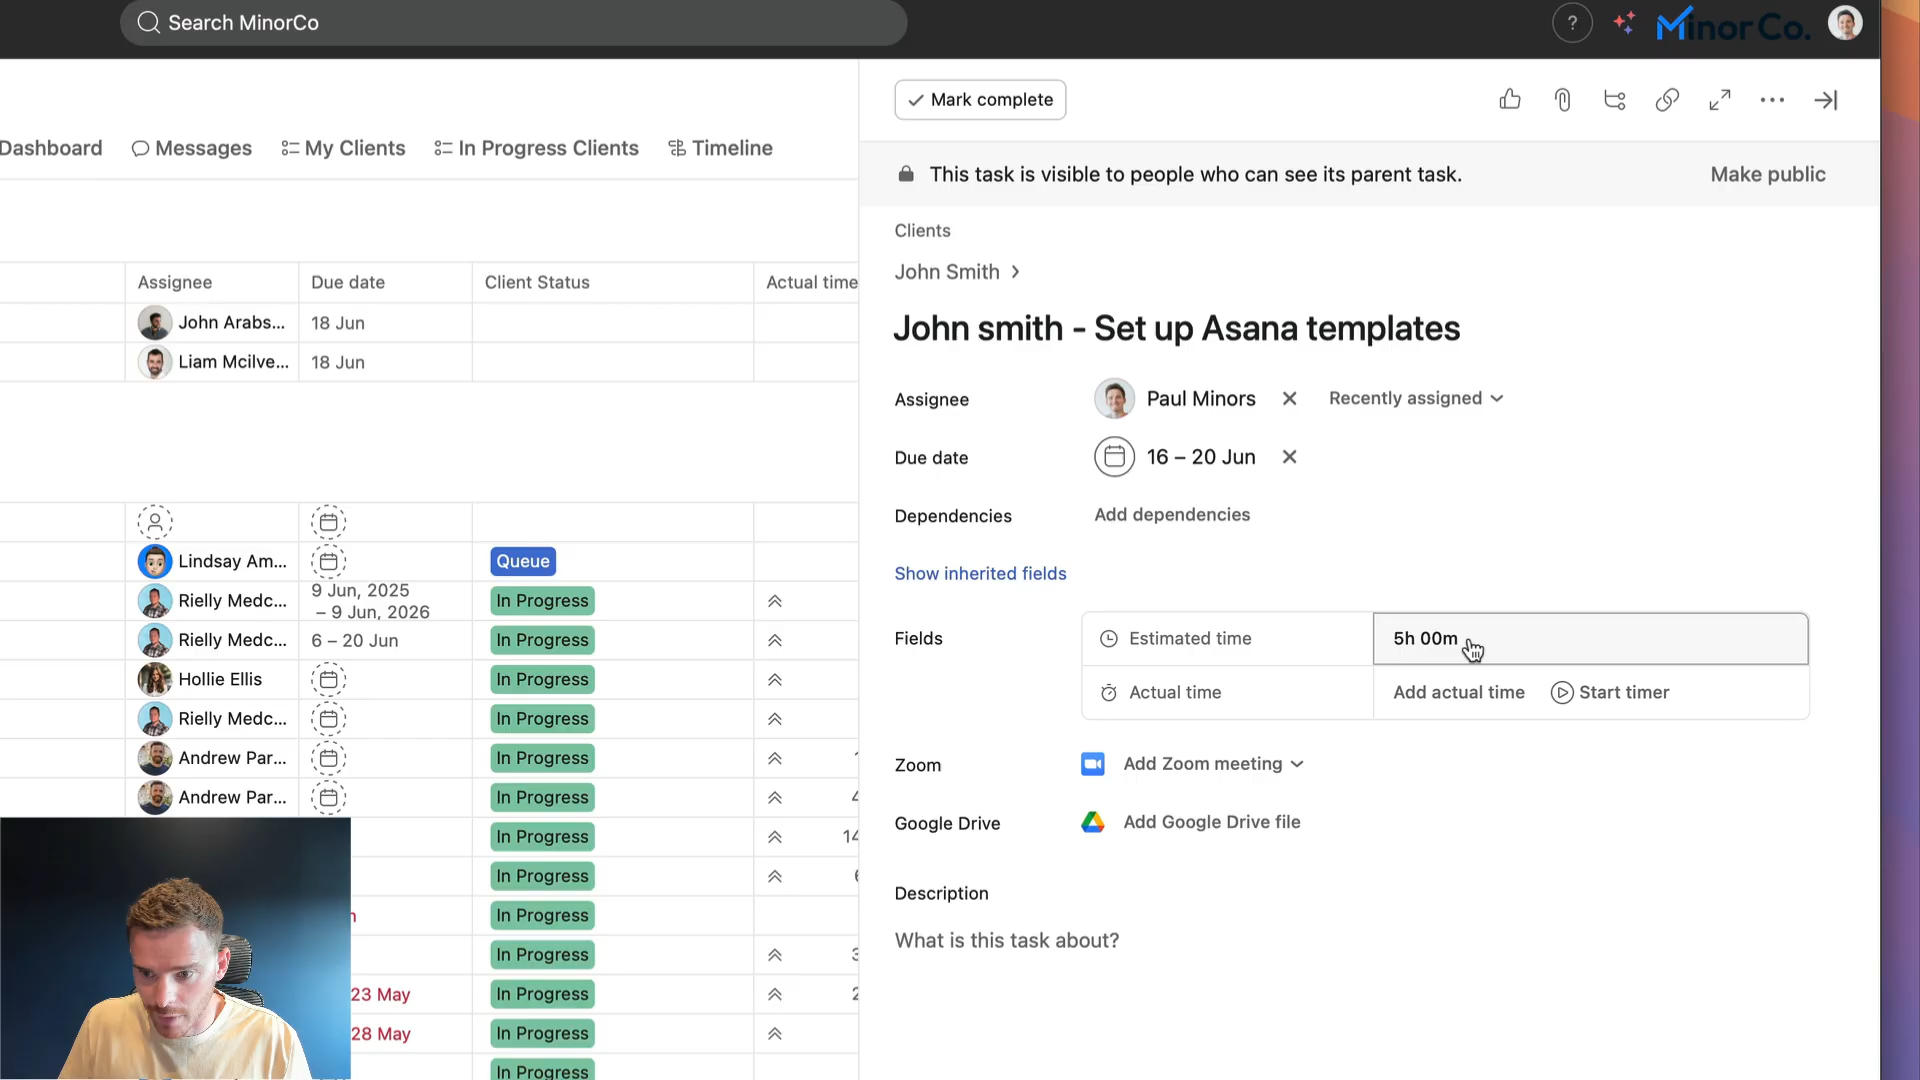 Search MinorCo
?
MinorCo.
Dashboard
Messages
My Clients
In Progress Clients
Timeline
Assignee
Due date
Client Status
Actual time
John Arabs...
18 Jun
Liam Mcilve...
18 Jun
Lindsay Am...
Queue
Rielly Medc...
9 Jun, 2025
– 9 Jun, 2026
In Progress
Rielly Medc...
6 – 20 Jun
In Progress
Hollie Ellis
In Progress
Rielly Medc...
In Progress
Andrew Par...
In Progress
Andrew Par...
In Progress
In Progress
14
In Progress
In Progress
In Progress
23 May
In Progress
28 May
In Progress
In Progress
Mark complete
This task is visible to people who can see its parent task.
Make public
Clients
John Smith
John smith - Set up Asana templates
Assignee
Paul Minors
Recently assigned
Due date
16 – 20 Jun
Dependencies
Add dependencies
Show inherited fields
Fields
Estimated time
5h 00m
Actual time
Add actual time
Start timer
Zoom
Add Zoom meeting
Google Drive
Add Google Drive file
Description
What is this task about?